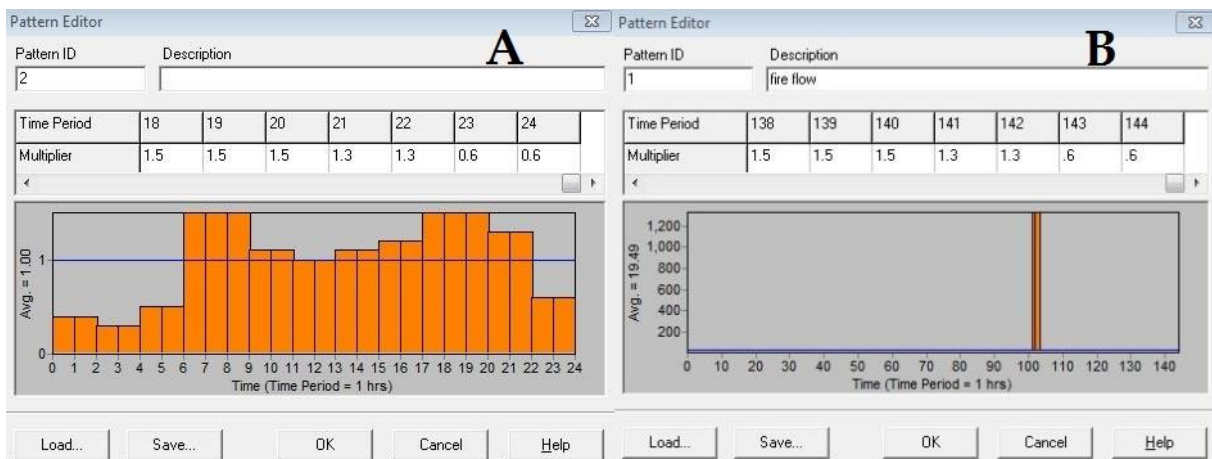 Pattern Editor
A
Pattern ID Description
2
Time Period 18 19 20 21 22 23 24
Multiplier 1.5 1.5 1.5 1.3 1.3 0.6 0.6
Avg. = 1.00
1
0
0 1 2 3 4 5 6 7 8 9 10 11 12 13 14 15 16 17 18 19 20 21 22 23 24
Time (Time Period = 1 hrs)
Load... Save... OK Cancel Help
Pattern Editor
B
Pattern ID Description
1 fire flow
Time Period 138 139 140 141 142 143 144
Multiplier 1.5 1.5 1.5 1.3 1.3 .6 .6
Avg. = 19.49
1,200
1,000
800
600
400
200
0 10 20 30 40 50 60 70 80 90 100 110 120 130 140
Time (Time Period = 1 hrs)
Load... Save... OK Cancel Help